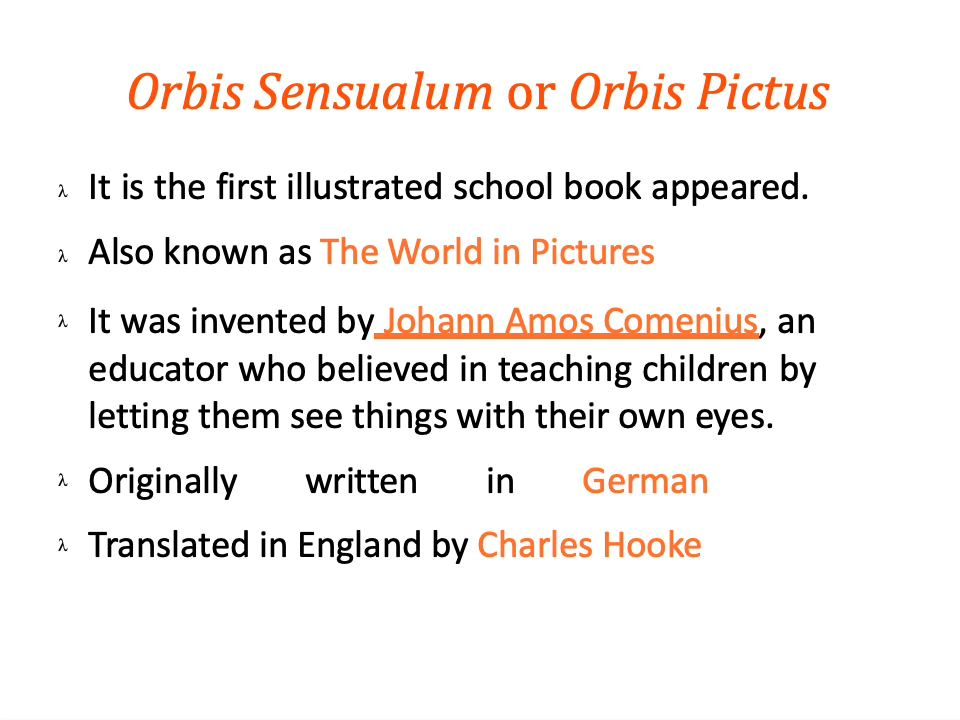 Orbis Sensualum or Orbis Pictus
λ It is the first illustrated school book appeared.
λ Also known as The World in Pictures
λ It was invented by Johann Amos Comenius, an
educator who believed in teaching children by
letting them see things with their own eyes.
λ Originally written in German
λ Translated in England by Charles Hooke